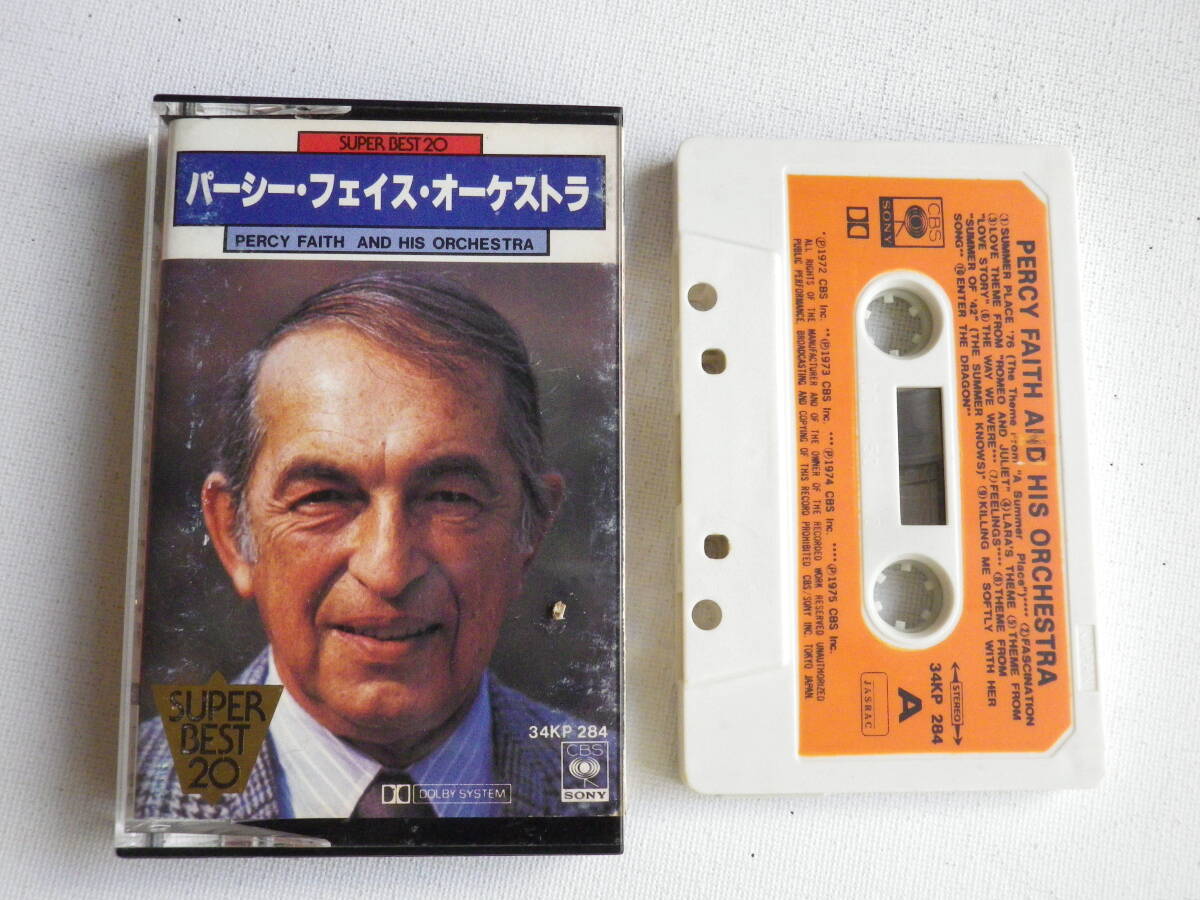 SUPER BEST 20
パーシー・フェイス・オーケストラ
PERCY FAITH AND HIS ORCHESTRA
SUPER
BEST
20
34KP 284
CBS
SONY
DOLBY SYSTEM
PERCY FAITH AND HIS ORCHESTRA
①SUMMER PLACE '76 (The Theme From "A Summer Place")**** ②FASCINATION
③LOVE THEME FROM "ROMEO AND JULIET" ④LARA'S THEME ⑤THEME FROM
"LOVE STORY" ⑥THE WAY WE WERE*** ⑦FEELINGS**** ⑧THEME FROM
"SUMMER OF '42" (THE SUMMER KNOWS)* ⑨KILLING ME SOFTLY WITH HER
SONG** ⑩ENTER THE DRAGON**
CBS
SONY
STEREO
34KP 284
A
JASRAC
*Ⓟ1972 CBS Inc. **Ⓟ1973 CBS Inc. ***Ⓟ1974 CBS Inc. ****Ⓟ1975 CBS Inc.
ALL RIGHTS OF THE MANUFACTURER AND OF THE OWNER OF THE RECORDED WORK RESERVED UNAUTHORIZED
PUBLIC PERFORMANCE BROADCASTING AND COPYING OF THIS RECORD PROHIBITED CBS/SONY INC. TOKYO JAPAN